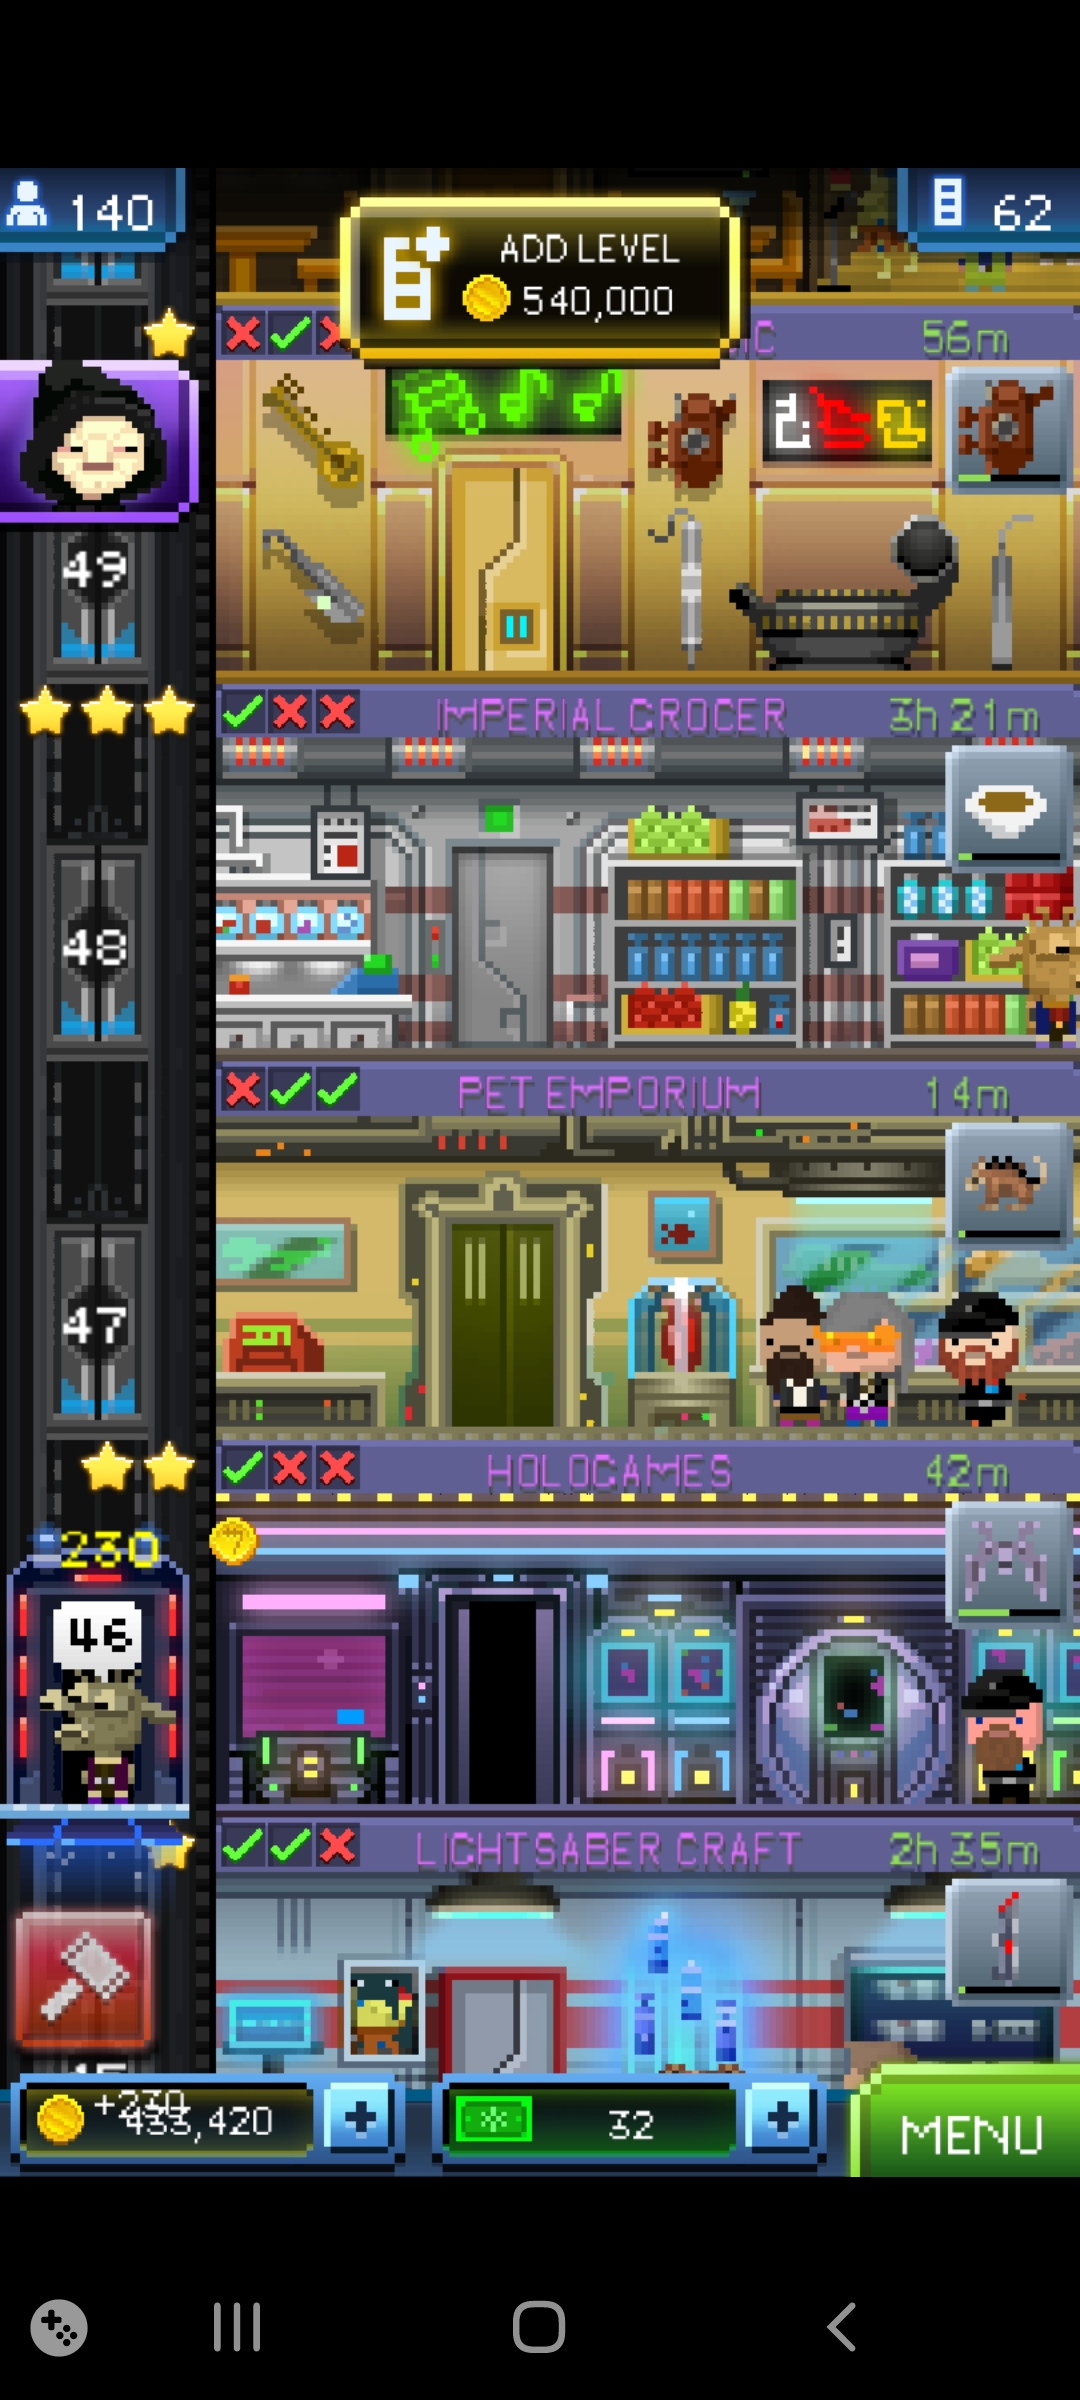 140
62
ADD LEVEL
540,000
56m
49
IMPERIAL GROCER
3h 21m
48
PET EMPORIUM
14m
47
HOLOGAMES
42m
230
46
LIGHTSABER CRAFT
2h 35m
+230
433,420
32
MENU